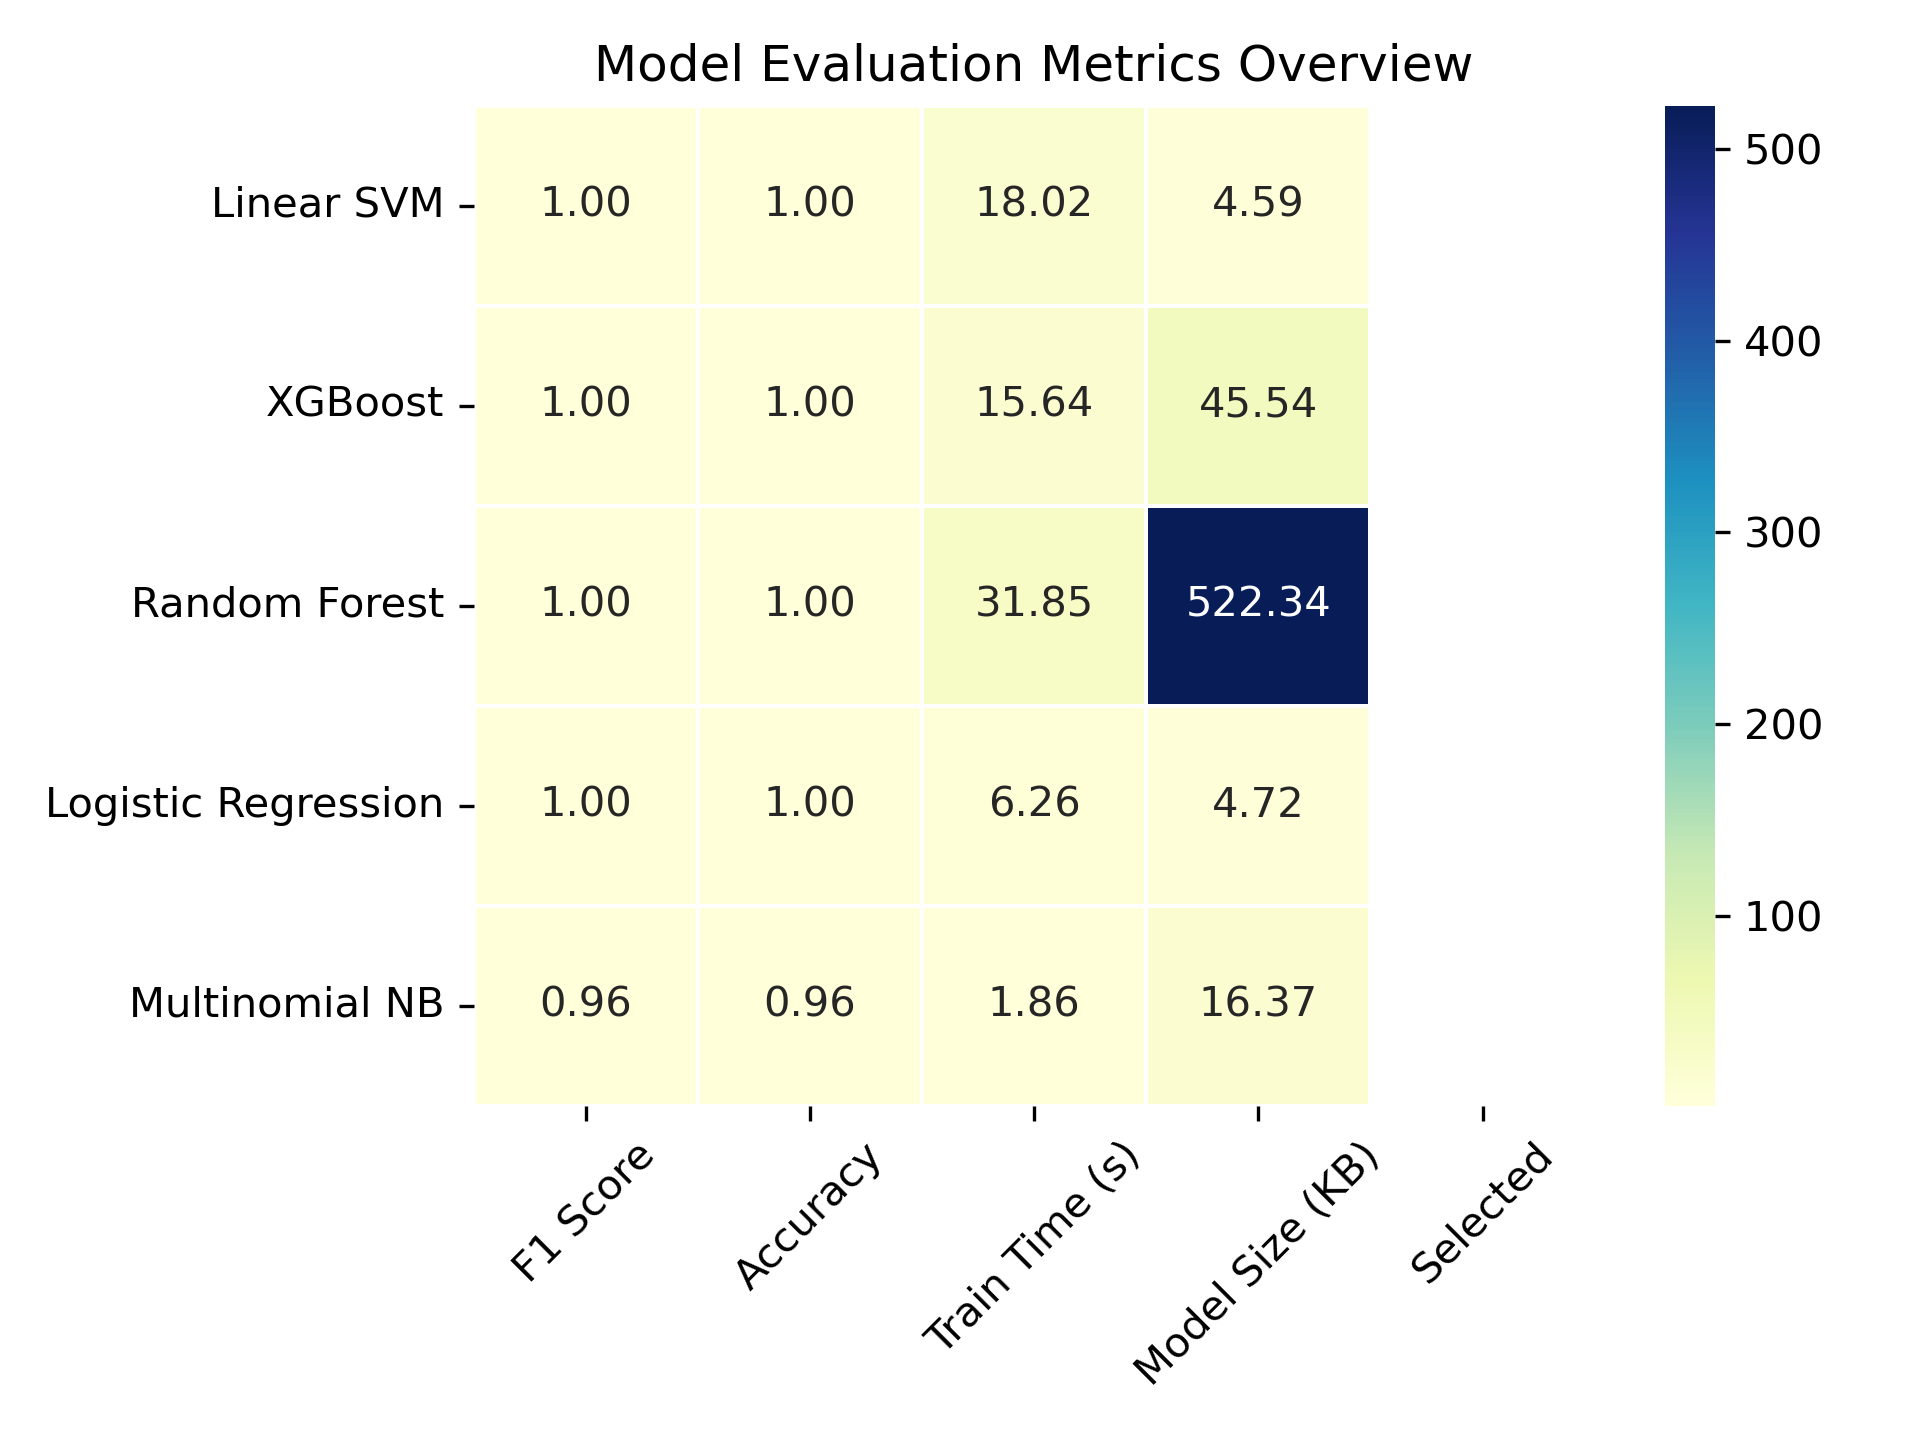 Model Evaluation Metrics Overview
Linear SVM 1.00 1.00 18.02 4.59
XGBoost 1.00 1.00 15.64 45.54
Random Forest 1.00 1.00 31.85 522.34
Logistic Regression 1.00 1.00 6.26 4.72
Multinomial NB 0.96 0.96 1.86 16.37
F1 Score
Accuracy
Train Time (s)
Model Size (KB)
Selected
500
400
300
200
100